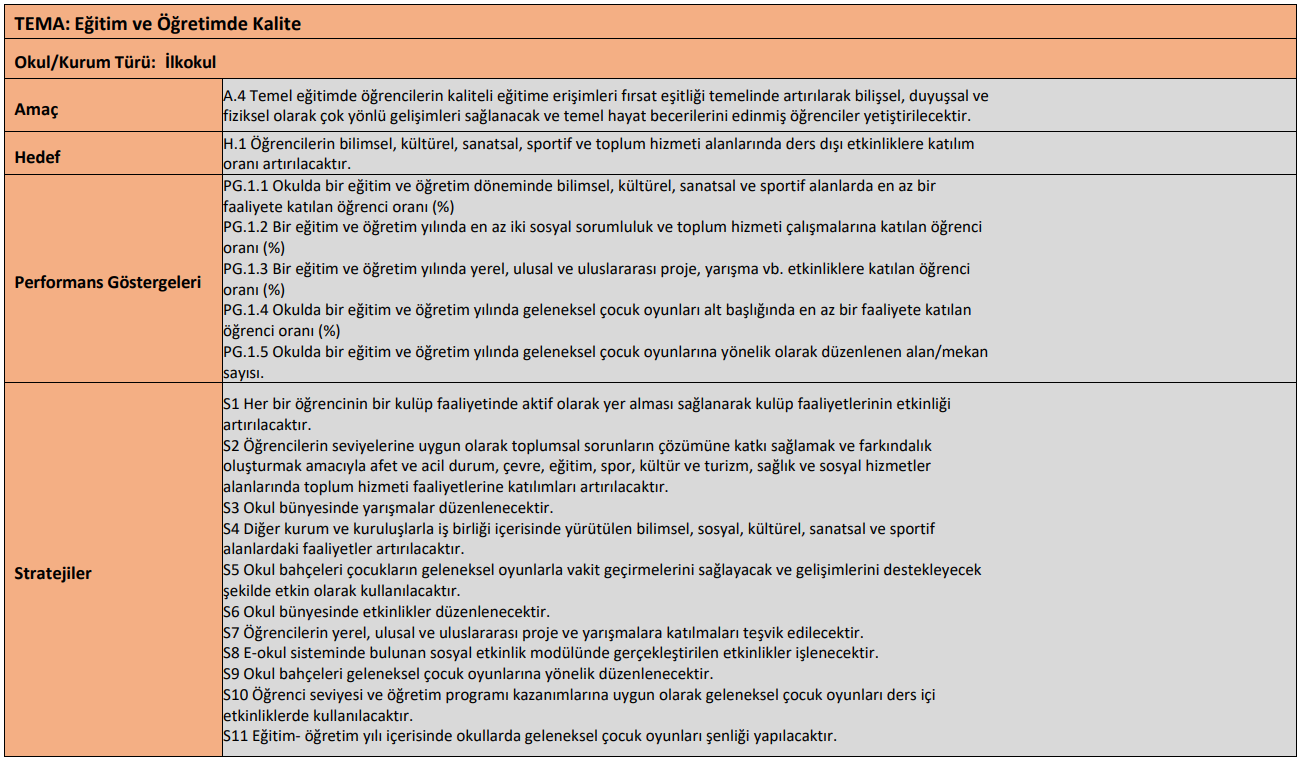 TEMA: Eğitim ve Öğretimde Kalite
Okul/Kurum Türü: İlkokul
Amaç
A.4 Temel eğitimde öğrencilerin kaliteli eğitime erişimleri fırsat eşitliği temelinde artırılarak bilişsel, duyuşsal ve
fiziksel olarak çok yönlü gelişimleri sağlanacak ve temel hayat becerilerini edinmiş öğrenciler yetiştirilecektir.
Hedef
H.1 Öğrencilerin bilimsel, kültürel, sanatsal, sportif ve toplum hizmeti alanlarında ders dışı etkinliklere katılım
oranı artırılacaktır.
Performans Göstergeleri
PG.1.1 Okulda bir eğitim ve öğretim döneminde bilimsel, kültürel, sanatsal ve sportif alanlarda en az bir
faaliyete katılan öğrenci oranı (%)
PG.1.2 Bir eğitim ve öğretim yılında en az iki sosyal sorumluluk ve toplum hizmeti çalışmalarına katılan öğrenci
oranı (%)
PG.1.3 Bir eğitim ve öğretim yılında yerel, ulusal ve uluslararası proje, yarışma vb. etkinliklere katılan öğrenci
oranı (%)
PG.1.4 Okulda bir eğitim ve öğretim yılında geleneksel çocuk oyunları alt başlığında en az bir faaliyete katılan
öğrenci oranı (%)
PG.1.5 Okulda bir eğitim ve öğretim yılında geleneksel çocuk oyunlarına yönelik olarak düzenlenen alan/mekan
sayısı.
Stratejiler
S1 Her bir öğrencinin bir kulüp faaliyetinde aktif olarak yer alması sağlanarak kulüp faaliyetlerinin etkinliği
artırılacaktır.
S2 Öğrencilerin seviyelerine uygun olarak toplumsal sorunların çözümüne katkı sağlamak ve farkındalık
oluşturmak amacıyla afet ve acil durum, çevre, eğitim, spor, kültür ve turizm, sağlık ve sosyal hizmetler
alanlarında toplum hizmeti faaliyetlerine katılımları artırılacaktır.
S3 Okul bünyesinde yarışmalar düzenlenecektir.
S4 Diğer kurum ve kuruluşlarla iş birliği içerisinde yürütülen bilimsel, sosyal, kültürel, sanatsal ve sportif
alanlardaki faaliyetler artırılacaktır.
S5 Okul bahçeleri çocukların geleneksel oyunlarla vakit geçirmelerini sağlayacak ve gelişimlerini destekleyecek
şekilde etkin olarak kullanılacaktır.
S6 Okul bünyesinde etkinlikler düzenlenecektir.
S7 Öğrencilerin yerel, ulusal ve uluslararası proje ve yarışmalara katılmaları teşvik edilecektir.
S8 E-okul sisteminde bulunan sosyal etkinlik modülünde gerçekleştirilen etkinlikler işlenecektir.
S9 Okul bahçeleri geleneksel çocuk oyunlarına yönelik düzenlenecektir.
S10 Öğrenci seviyesi ve öğretim programı kazanımlarına uygun olarak geleneksel çocuk oyunları ders içi
etkinliklerde kullanılacaktır.
S11 Eğitim- öğretim yılı içerisinde okullarda geleneksel çocuk oyunları şenliği yapılacaktır.